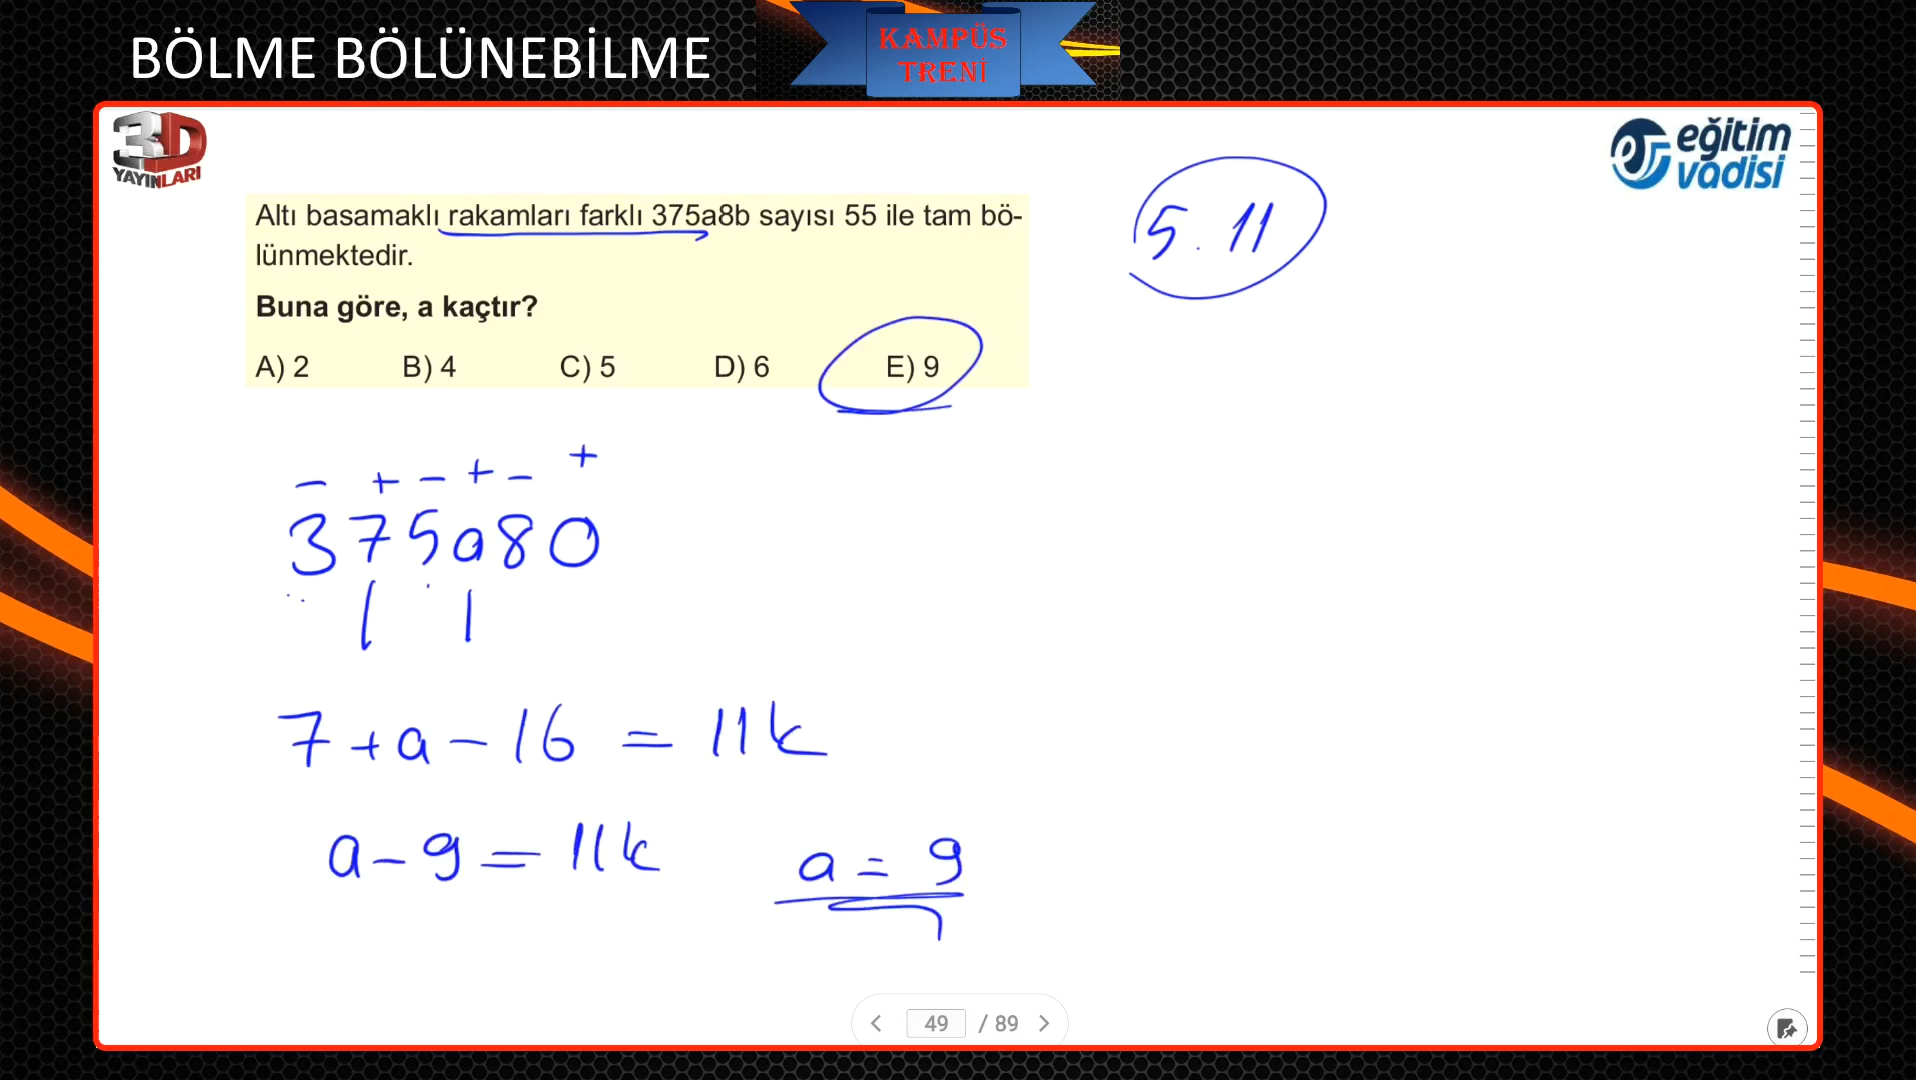 BÖLME BÖLÜNEBİLME
KAMPÜS
TRENİ
3D
YAYINLARI
eğitim
vadisi
Altı basamaklı rakamları farklı 375a8b sayısı 55 ile tam bö-
lünmektedir.
Buna göre, a kaçtır?
A) 2 B) 4 C) 5 D) 6 E) 9
5 . 11
- + - + - +
375a80
7 + a - 16 = 11k
a - 9 = 11k
a = 9
49 / 89